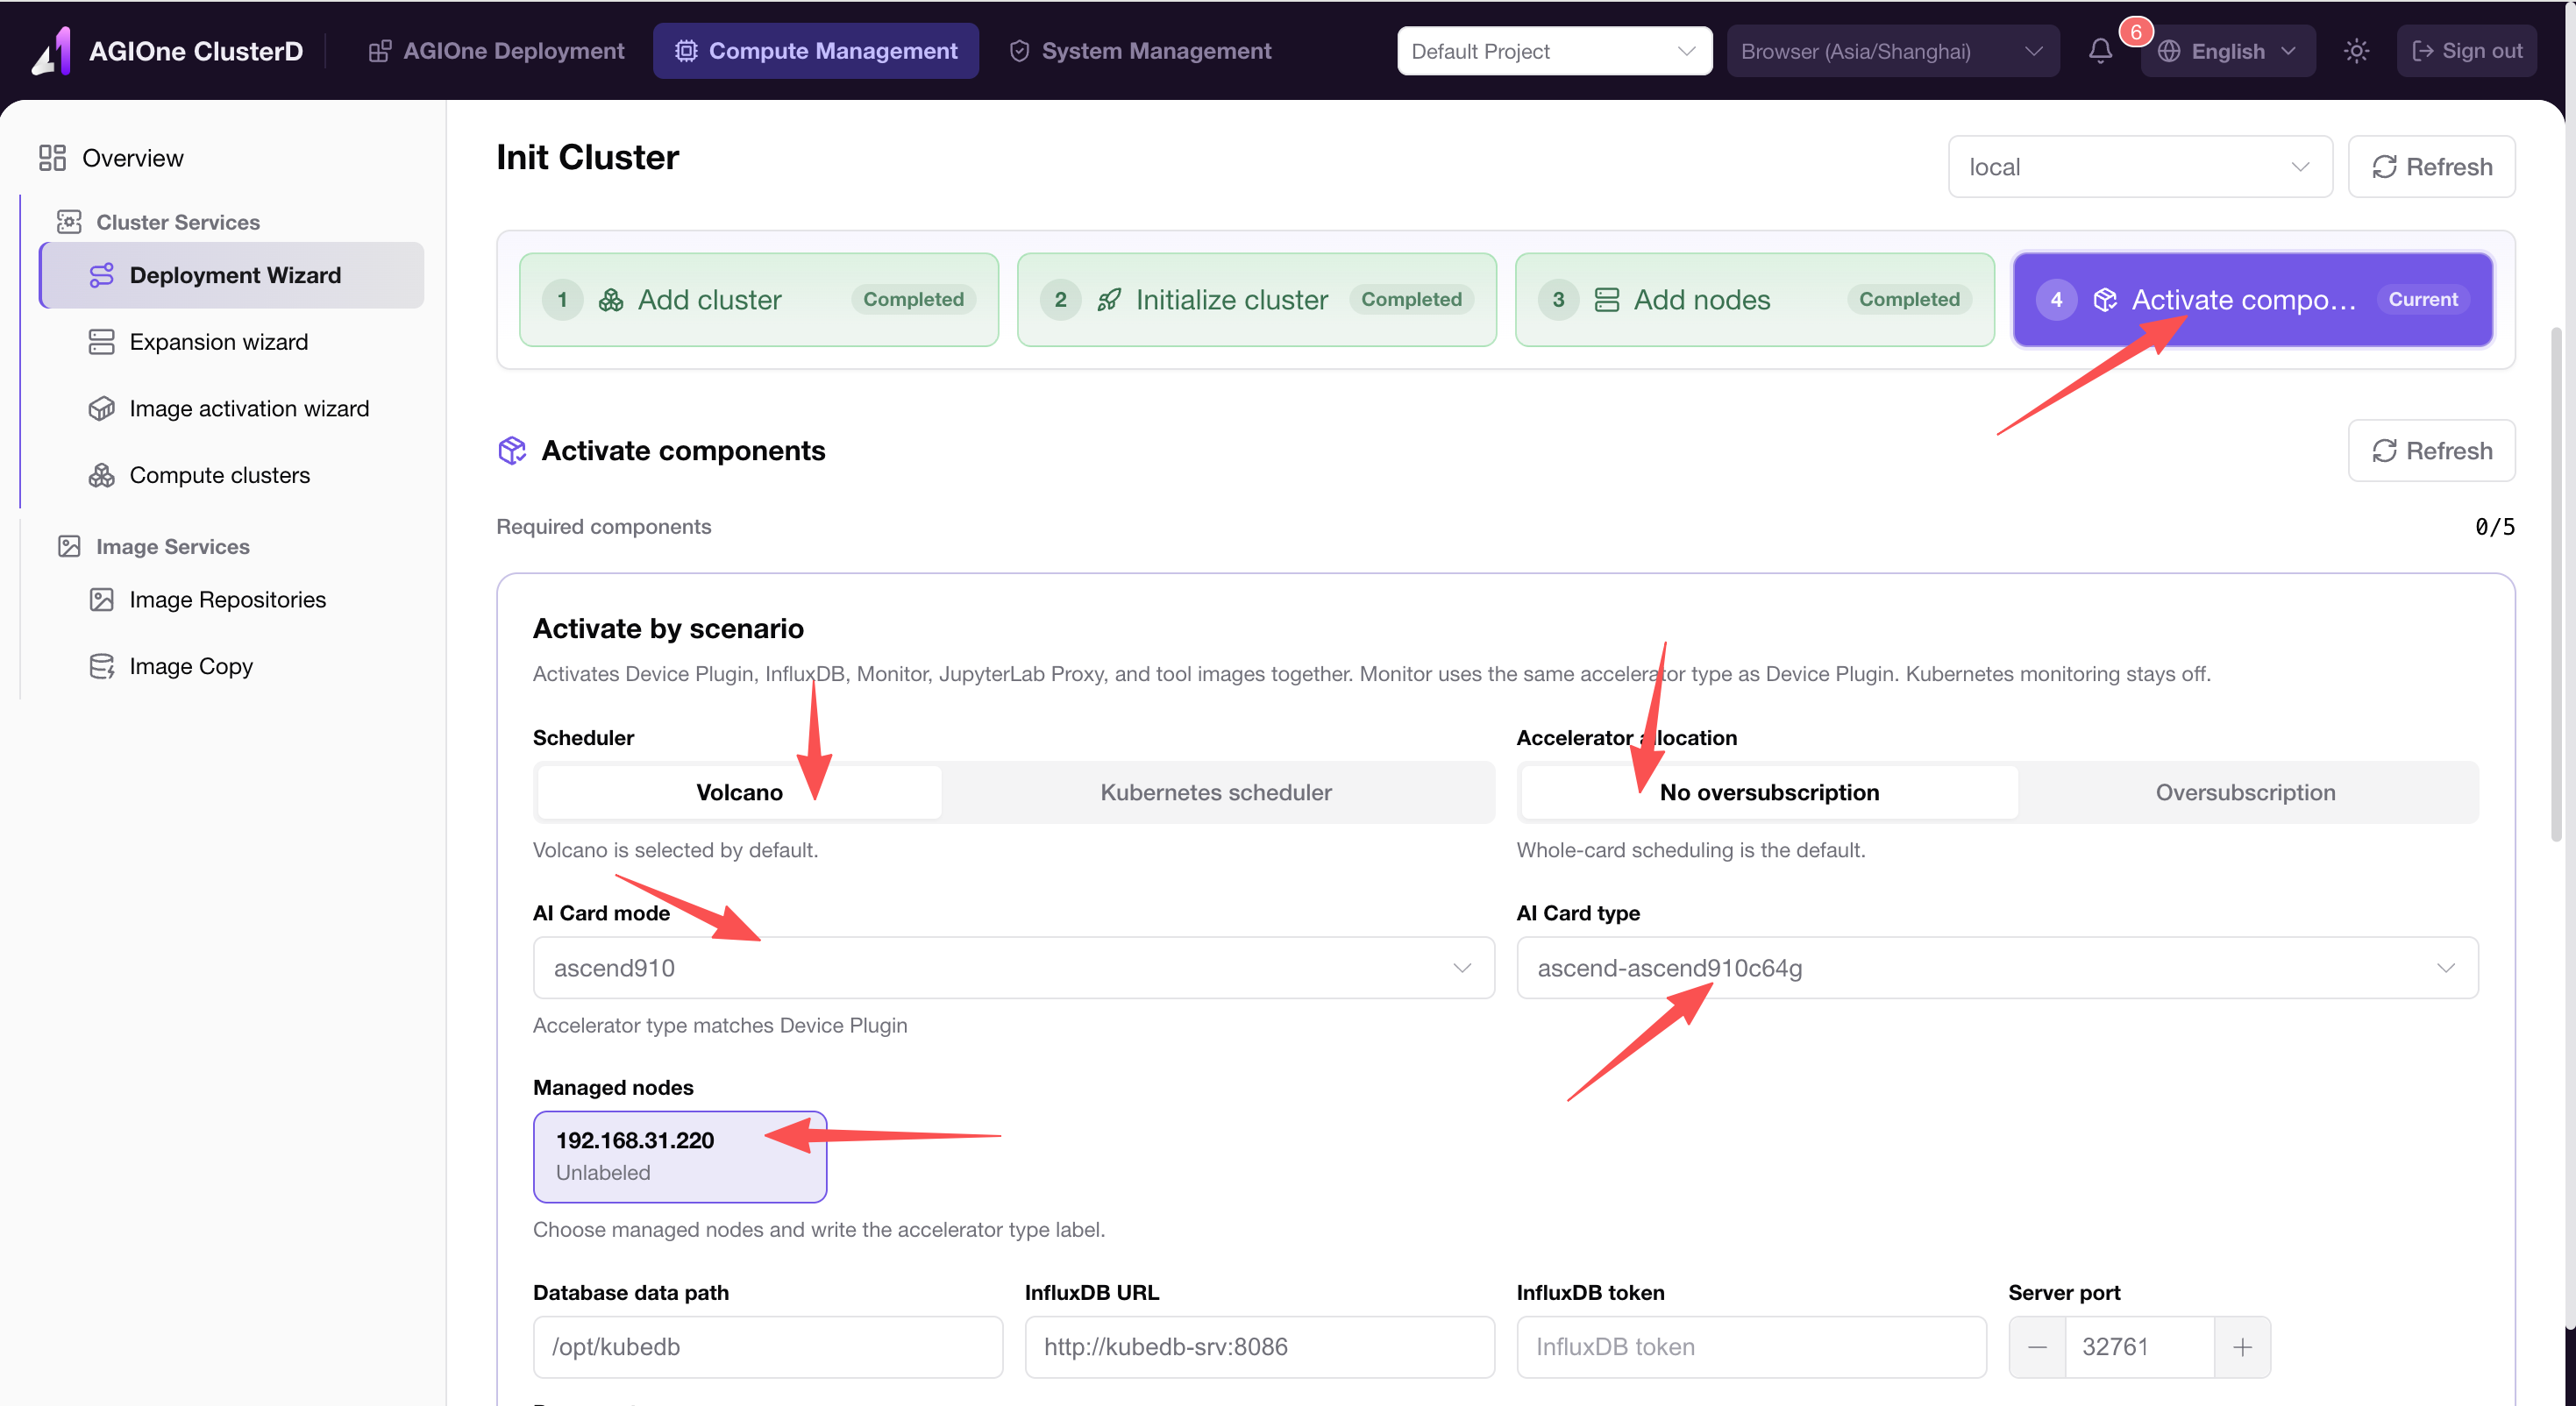 AGIOne ClusterD
AGIOne Deployment
Compute Management
System Management
Default Project
Browser (Asia/Shanghai)
6
English
Sign out
Overview
Cluster Services
Deployment Wizard
Expansion wizard
Image activation wizard
Compute clusters
Image Services
Image Repositories
Image Copy
Init Cluster
local
Refresh
1 Add cluster Completed
2 Initialize cluster Completed
3 Add nodes Completed
4 Activate compo... Current
Activate components
Refresh
Required components
0/5
Activate by scenario
Activates Device Plugin, InfluxDB, Monitor, JupyterLab Proxy, and tool images together. Monitor uses the same accelerator type as Device Plugin. Kubernetes monitoring stays off.
Scheduler
Volcano
Kubernetes scheduler
Volcano is selected by default.
Accelerator allocation
No oversubscription
Oversubscription
Whole-card scheduling is the default.
AI Card mode
ascend910
Accelerator type matches Device Plugin
AI Card type
ascend-ascend910c64g
Managed nodes
192.168.31.220
Unlabeled
Choose managed nodes and write the accelerator type label.
Database data path
/opt/kubedb
InfluxDB URL
http://kubedb-srv:8086
InfluxDB token
InfluxDB token
Server port
32761